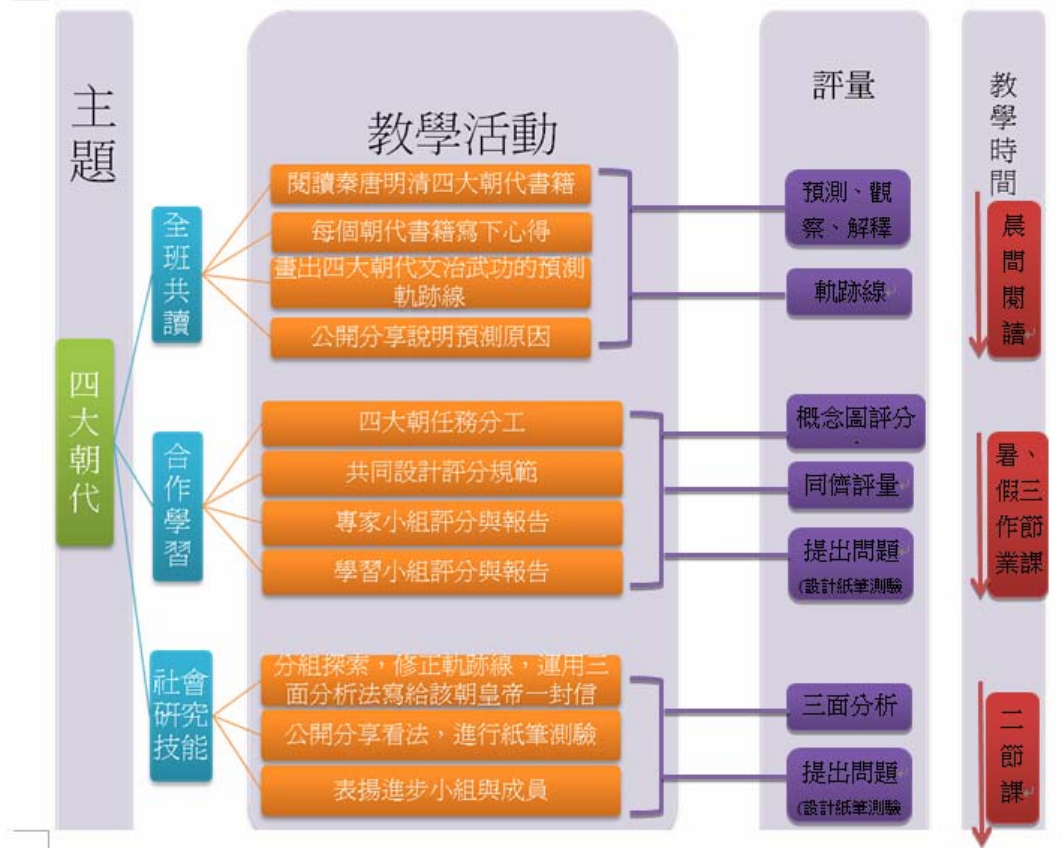 主題
教學活動
評量
教學時間
四大朝代
全班共讀
閱讀秦唐明清四大朝代書籍
每個朝代書籍寫下心得
畫出四大朝代文治武功的預測
軌跡線
公開分享說明預測原因
預測、觀
察、解釋
軌跡線
晨間閱讀
合作學習
四大朝任務分工
共同設計評分規範
專家小組評分與報告
學習小組評分與報告
概念圖評分
同儕評量
提出問題
(設計紙筆測驗
暑、
假三
作節
業課
社會
研究
技能
分組探索，修正軌跡線，運用三
面分析法寫給該朝皇帝一封信
公開分享看法，進行紙筆測驗
表揚進步小組與成員
三面分析
提出問題
(設計紙筆測驗
二節課